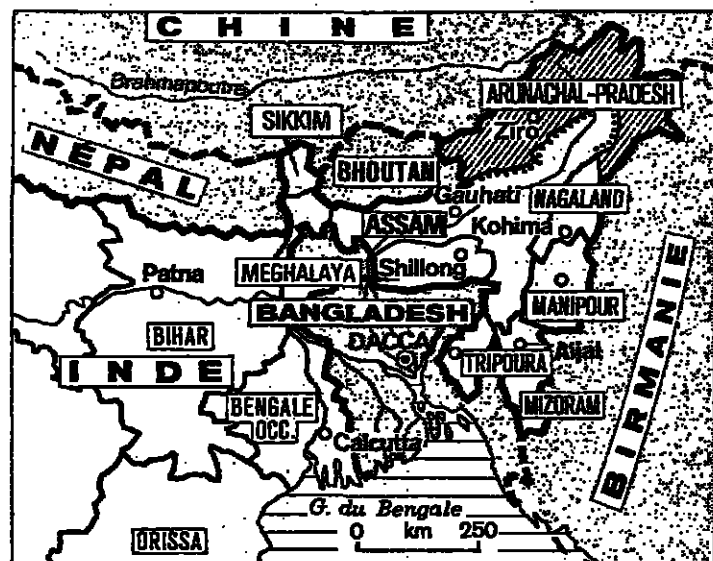 CHINE
Brahmapoutre
ARUNACHAL-PRADESH
SIKKIM
Ziro
NÉPAL
BHOUTAN
Gauhati
NAGALAND
ASSAM
Kohima
MEGHALAYA
Shillong
Patna
MANIPOUR
BANGLADESH
BIHAR
DACCA
Aijal
TRIPOURA
INDE
BENGALE
OCC.
MIZORAM
BIRMANIE
Calcutta
G. du Bengale
0 km 250
ORISSA